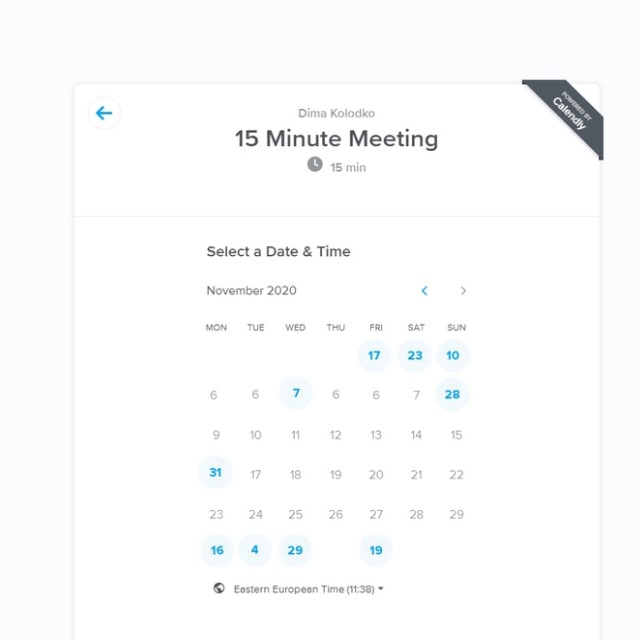 POWERED BY
Calendly
Dima Kolodko
15 Minute Meeting
15 min
Select a Date & Time
November 2020
MON TUE WED THU FRI SAT SUN
17 23 10
6 6 7 6 6 7 28
9 10 11 12 13 14 15
31 17 18 19 20 21 22
23 24 25 26 27 28 29
16 4 29 19
Eastern European Time (11:38)